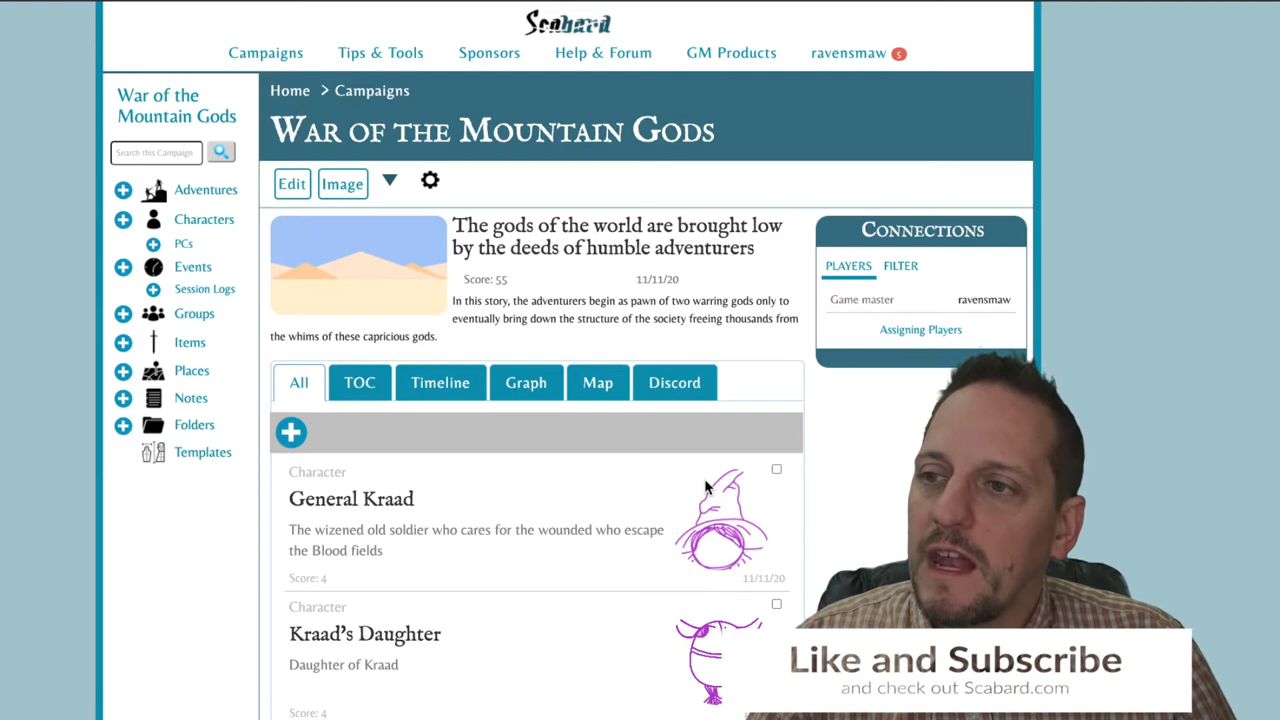 Scabard
Campaigns Tips & Tools Sponsors Help & Forum GM Products ravensmaw 5
War of the
Mountain Gods
Search this Campaign
Adventures
Characters
PCs
Events
Session Logs
Groups
Items
Places
Notes
Folders
Templates
Home > Campaigns
War of the Mountain Gods
Edit Image
The gods of the world are brought low
by the deeds of humble adventurers
Score: 55 11/11/20
In this story, the adventurers begin as pawn of two warring gods only to
eventually bring down the structure of the society freeing thousands from
the whims of these capricious gods.
Connections
PLAYERS FILTER
Game master ravensmaw
Assigning Players
All TOC Timeline Graph Map Discord
Character
General Kraad
The wizened old soldier who cares for the wounded who escape
the Blood fields
Score: 4 11/11/20
Character
Kraad's Daughter
Daughter of Kraad
Score: 4
Like and Subscribe
and check out Scabard.com